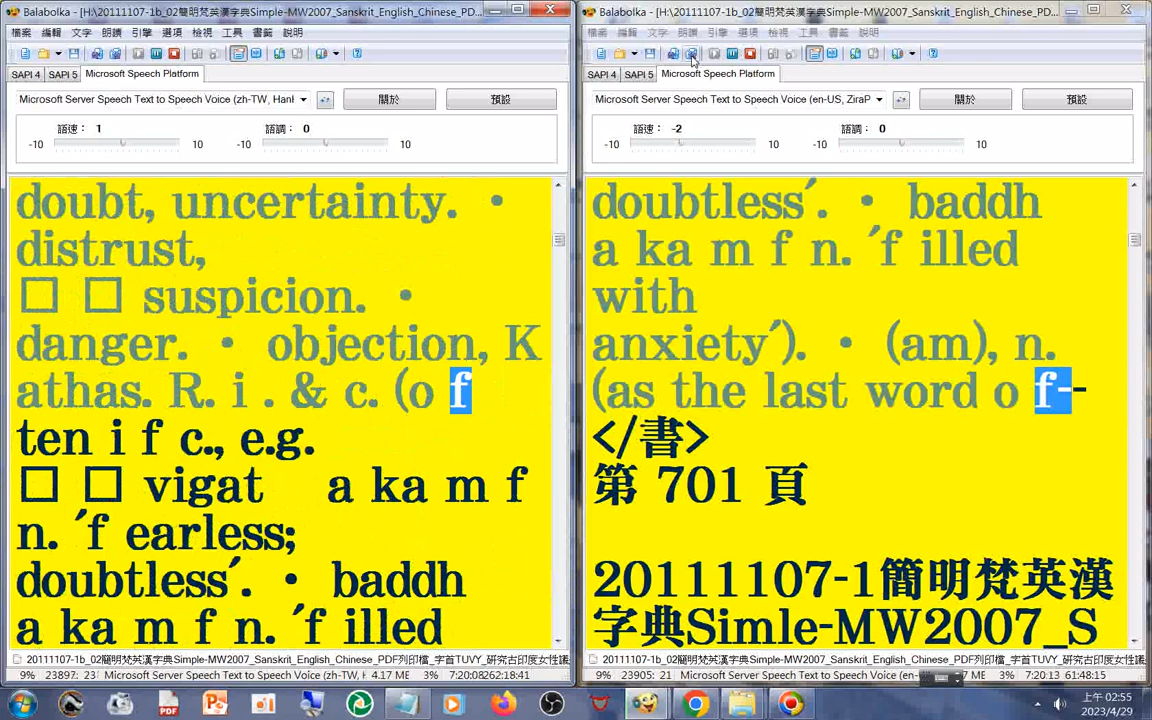 Balabolka - [H:\20111107-1b_02簡明梵英漢字典Simple-MW2007_Sanskrit_English_Chinese_PD...
檔案 編輯 文字 朗讀 引擎 選項 檢視 工具 書籤 說明
SAPI 4 SAPI 5 Microsoft Speech Platform
Microsoft Server Speech Text to Speech Voice (zh-TW, Hanl
關於 預設
語速: 1 語調: 0
-10 10 -10 10
doubt, uncertainty. •
distrust,
□ □ suspicion. •
danger. • objection, K
athas. R. i . & c. (o f
ten i f c., e.g.
□ □ vigat a ka m f
n. ´f earless;
doubtless´. • baddh
a ka m f n. ´f illed
20111107-1b_02簡明梵英漢字典Simple-MW2007_Sanskrit_English_Chinese_PDF列印檔_字首TUVY_研究古印度女性議
9% 23897: 23 Microsoft Server Speech Text to Speech Voice (zh-TW, 4.17 ME 3% 7:20:08262:18:41
Balabolka - [H:\20111107-1b_02簡明梵英漢字典Simple-MW2007_Sanskrit_English_Chinese_PDF...
檔案 編輯 文字 朗讀 引擎 選項 檢視 工具 書籤 說明
SAPI 4 SAPI 5 Microsoft Speech Platform
Microsoft Server Speech Text to Speech Voice (en-US, ZiraP
關於 預設
語速: -2 語調: 0
-10 10 -10 10
doubtless´. • baddh
a ka m f n. ´f illed
with
anxiety´). • (am), n.
(as the last word o f--
</書>
第 701 頁
20111107-1簡明梵英漢
字典Simle-MW2007_S
20111107-1b_02簡明梵英漢字典Simple-MW2007_Sanskrit_English_Chinese_PDF列印檔_字首TUVY_研究古印度女性議
9% 23905: 21 Microsoft Server Speech Text to Speech Voice (en-US, 4.17 ME 3% 7:20:13 61:48:15
上午 02:55
2023/4/29